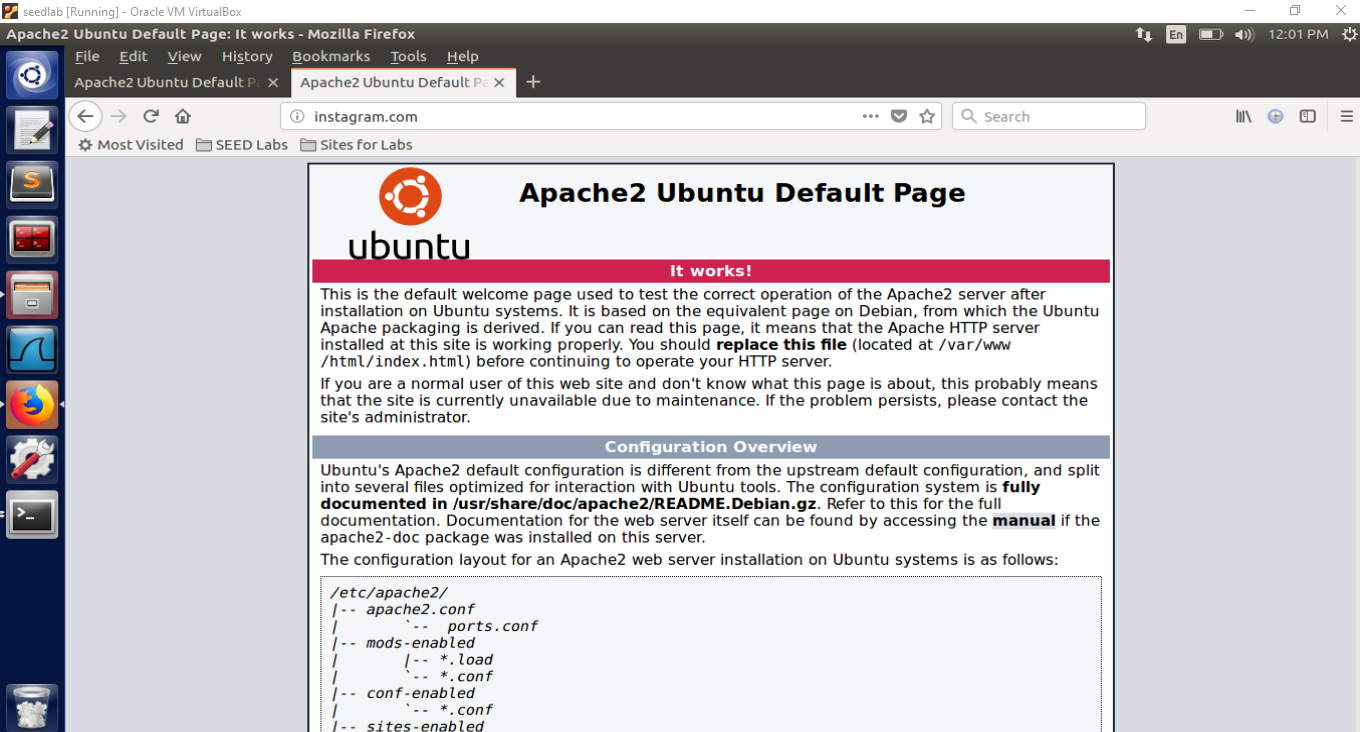 seedlab [Running] - Oracle VM VirtualBox
Apache2 Ubuntu Default Page: It works - Mozilla Firefox
En
12:01 PM
File Edit View History Bookmarks Tools Help
Apache2 Ubuntu Default Pa
Apache2 Ubuntu Default Pa
instagram.com
Search
Most Visited SEED Labs Sites for Labs
ubuntu
Apache2 Ubuntu Default Page
It works!
This is the default welcome page used to test the correct operation of the Apache2 server after
installation on Ubuntu systems. It is based on the equivalent page on Debian, from which the Ubuntu
Apache packaging is derived. If you can read this page, it means that the Apache HTTP server
installed at this site is working properly. You should replace this file (located at /var/www
/html/index.html) before continuing to operate your HTTP server.
If you are a normal user of this web site and don't know what this page is about, this probably means
that the site is currently unavailable due to maintenance. If the problem persists, please contact the
site's administrator.
Configuration Overview
Ubuntu's Apache2 default configuration is different from the upstream default configuration, and split
into several files optimized for interaction with Ubuntu tools. The configuration system is fully
documented in /usr/share/doc/apache2/README.Debian.gz. Refer to this for the full
documentation. Documentation for the web server itself can be found by accessing the manual if the
apache2-doc package was installed on this server.
The configuration layout for an Apache2 web server installation on Ubuntu systems is as follows:
/etc/apache2/
|-- apache2.conf
|       `--  ports.conf
|-- mods-enabled
|       |-- *.load
|       `-- *.conf
|-- conf-enabled
|       `-- *.conf
|-- sites-enabled